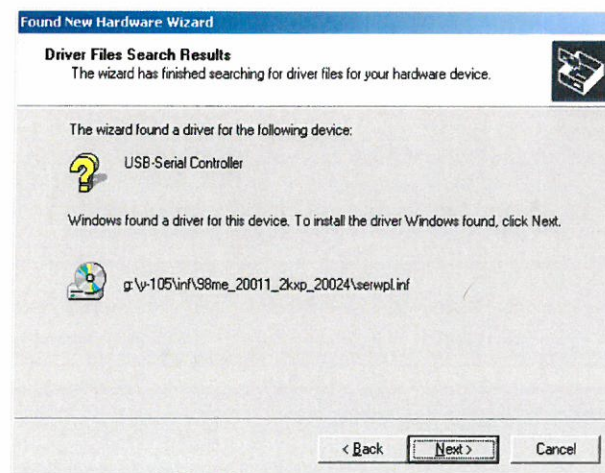 Found New Hardware Wizard
Driver Files Search Results
The wizard has finished searching for driver files for your hardware device.
The wizard found a driver for the following device:
USB-Serial Controller
Windows found a driver for this device. To install the driver Windows found, click Next.
g:\y-105\inf\98me_20011_2kxp_20024\serwpl.inf
< Back
Next >
Cancel